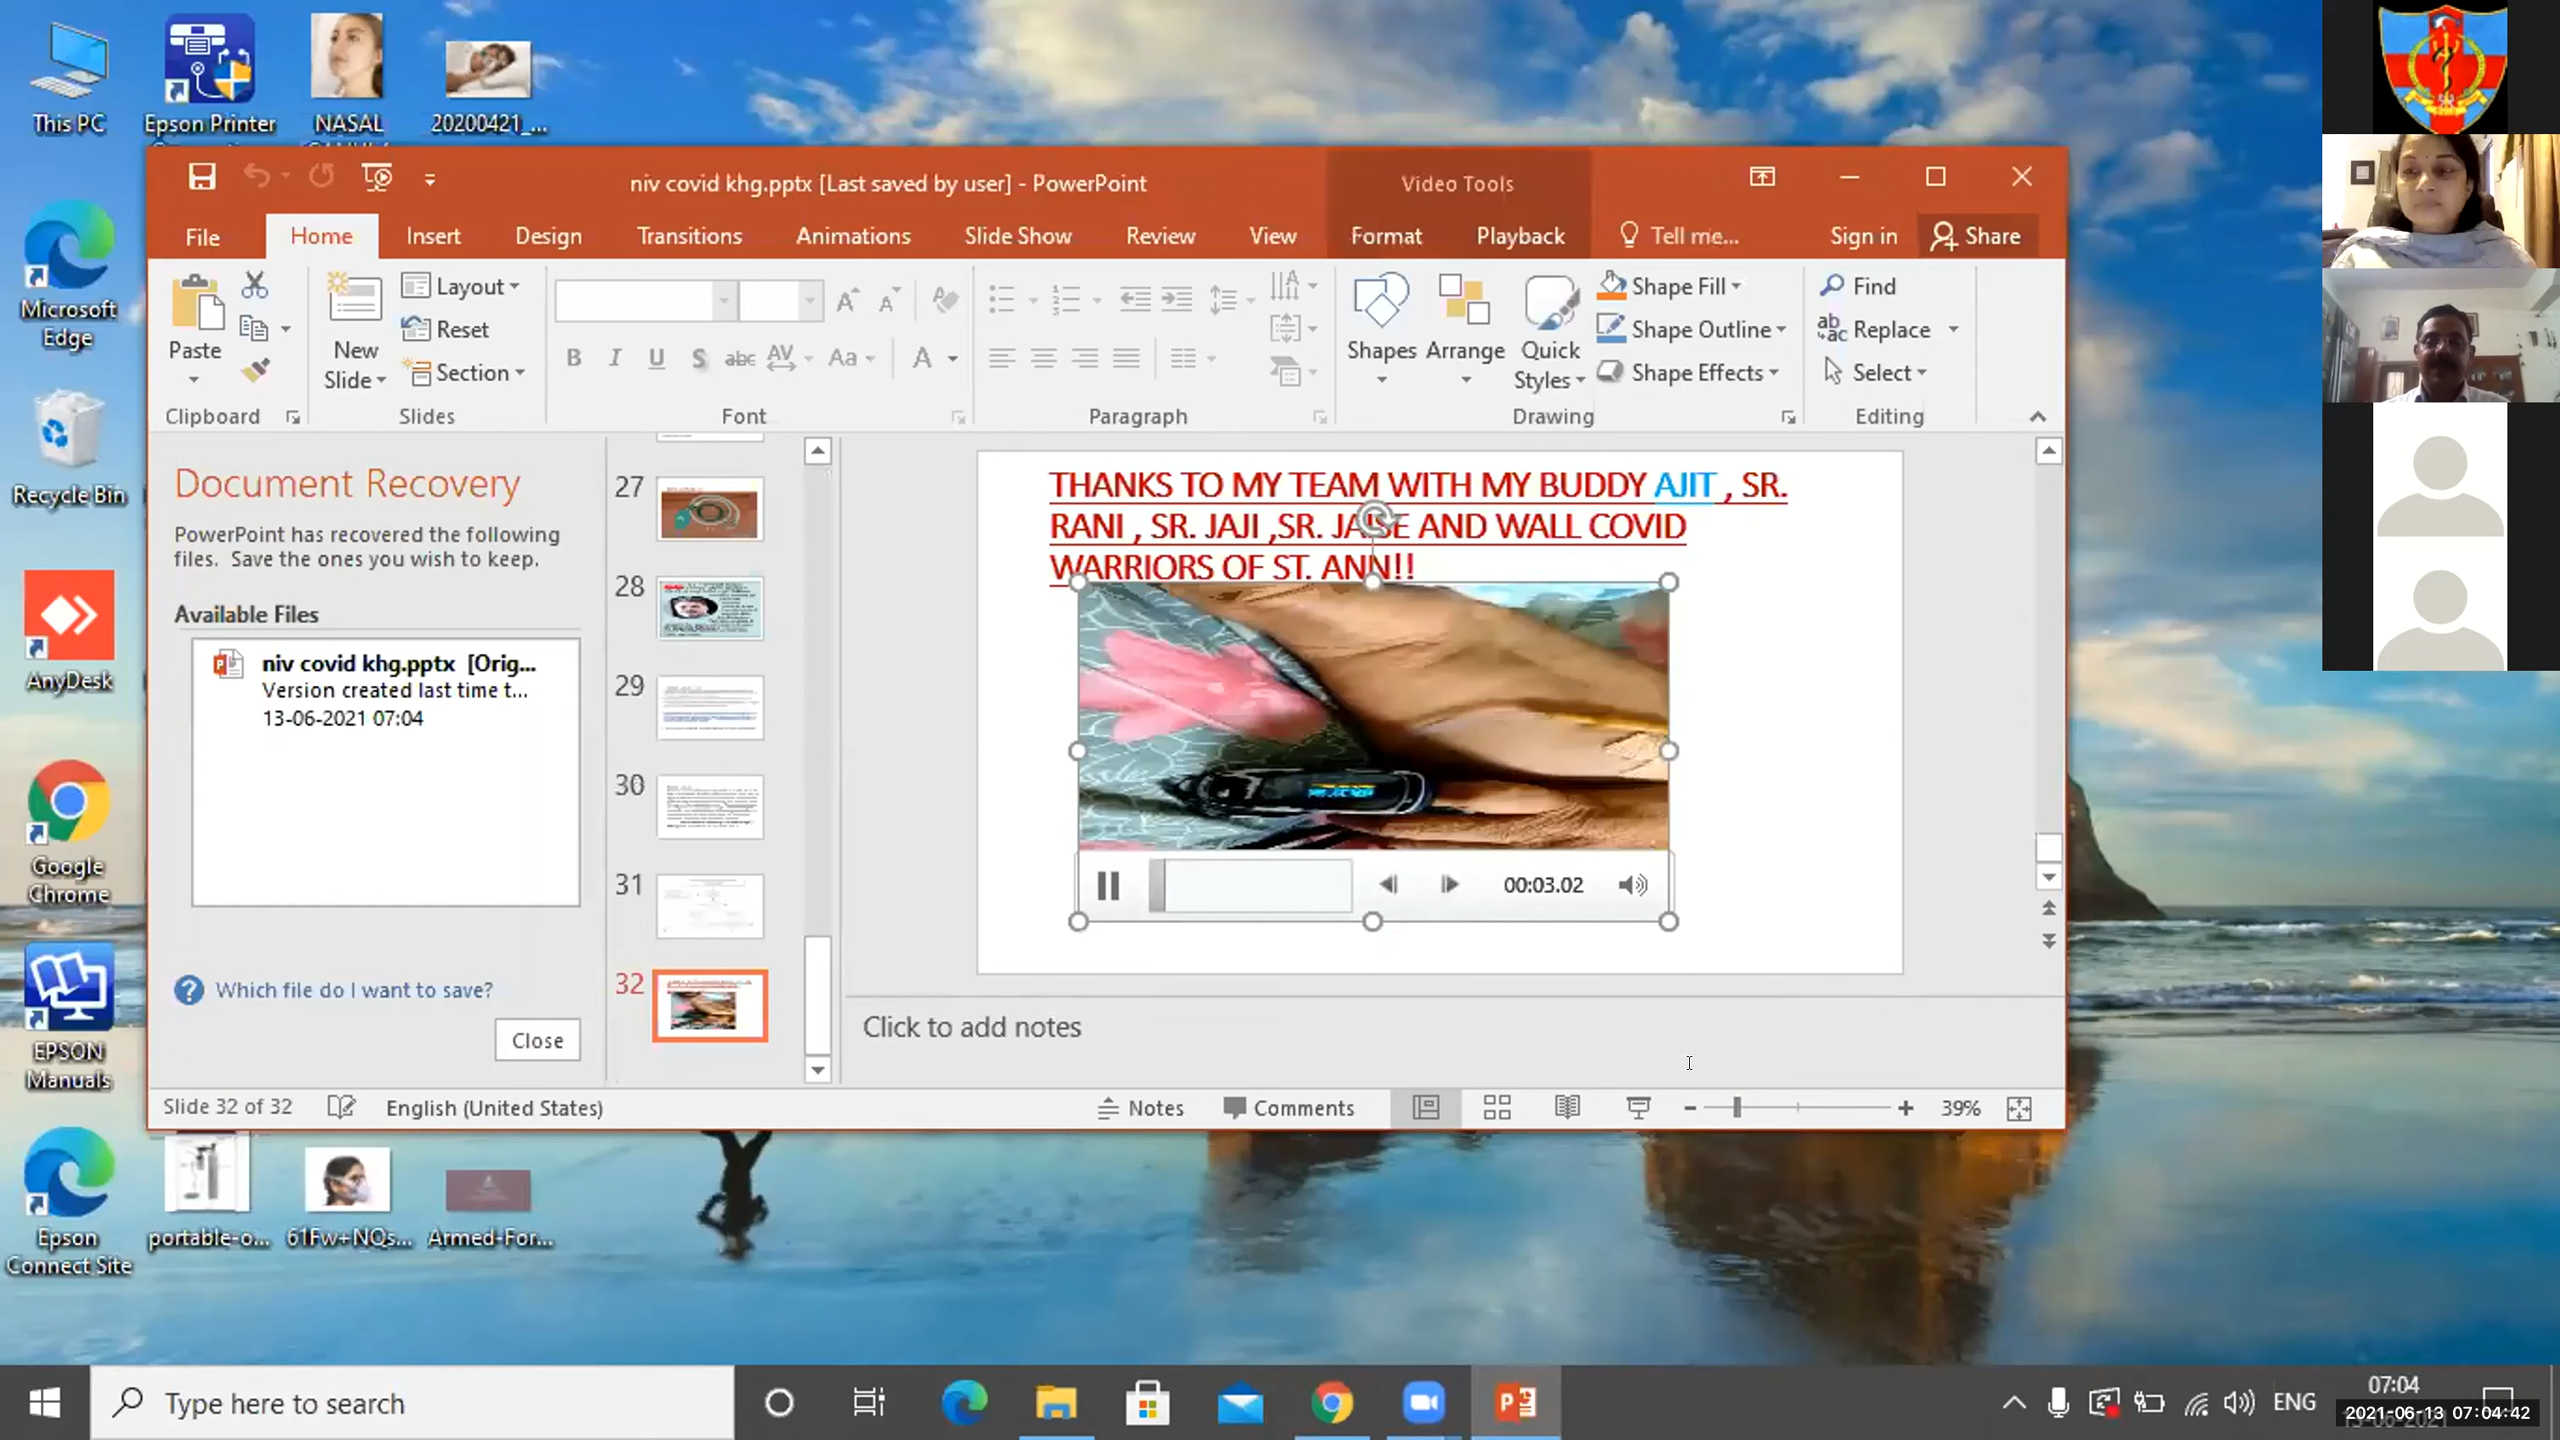 This PC
Epson Printer
NASAL
20200421_...
niv covid khg.pptx [Last saved by user] - PowerPoint
Video Tools
File
Home
Insert
Design
Transitions
Animations
Slide Show
Review
View
Format
Playback
Tell me...
Sign in
Share
Paste
New
Slide
Layout
Reset
Section
Shapes
Arrange
Quick
Styles
Shape Fill
Shape Outline
Shape Effects
Find
Replace
Select
Clipboard
Slides
Font
Paragraph
Drawing
Editing
Microsoft
Edge
Recycle Bin
AnyDesk
Google
Chrome
EPSON
Manuals
Epson
Connect Site
Document Recovery
PowerPoint has recovered the following
files. Save the ones you wish to keep.
Available Files
niv covid khg.pptx [Orig...
Version created last time t...
13-06-2021 07:04
Which file do I want to save?
Close
27
28
29
30
31
32
THANKS TO MY TEAM WITH MY BUDDY AJIT , SR.
RANI , SR. JAJI ,SR. JAISE AND WALL COVID
WARRIORS OF ST. ANN!!
00:03.02
Click to add notes
Slide 32 of 32
English (United States)
Notes
Comments
39%
portable-o...
61Fw+NQs...
Armed-For...
Type here to search
ENG
07:04
2021-06-13 07:04:42